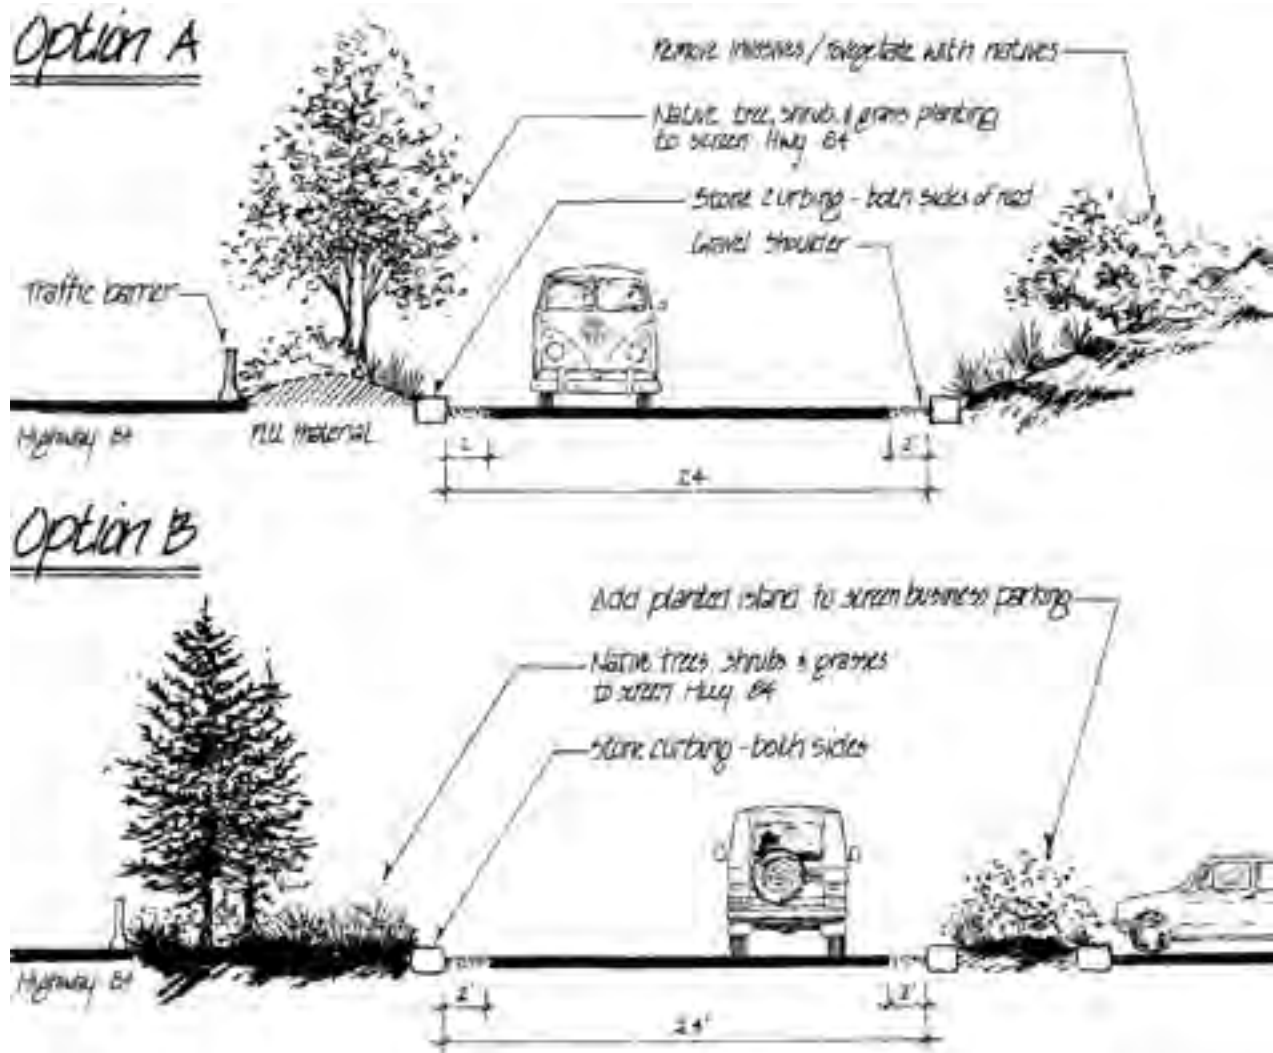 Option A
Remove invasives/revegetate with natives
Native tree, shrub, & grass planting
to screen Hwy 84
Stone Curbing - both sides of road
Gravel Shoulder
Traffic barrier
Highway 84
Fill Material
2'
2'
24'
Option B
Add planted island to screen business parking
Native trees, shrubs & grasses
to screen Hwy 84
Stone curbing - both sides
Highway 84
2'
2'
24'